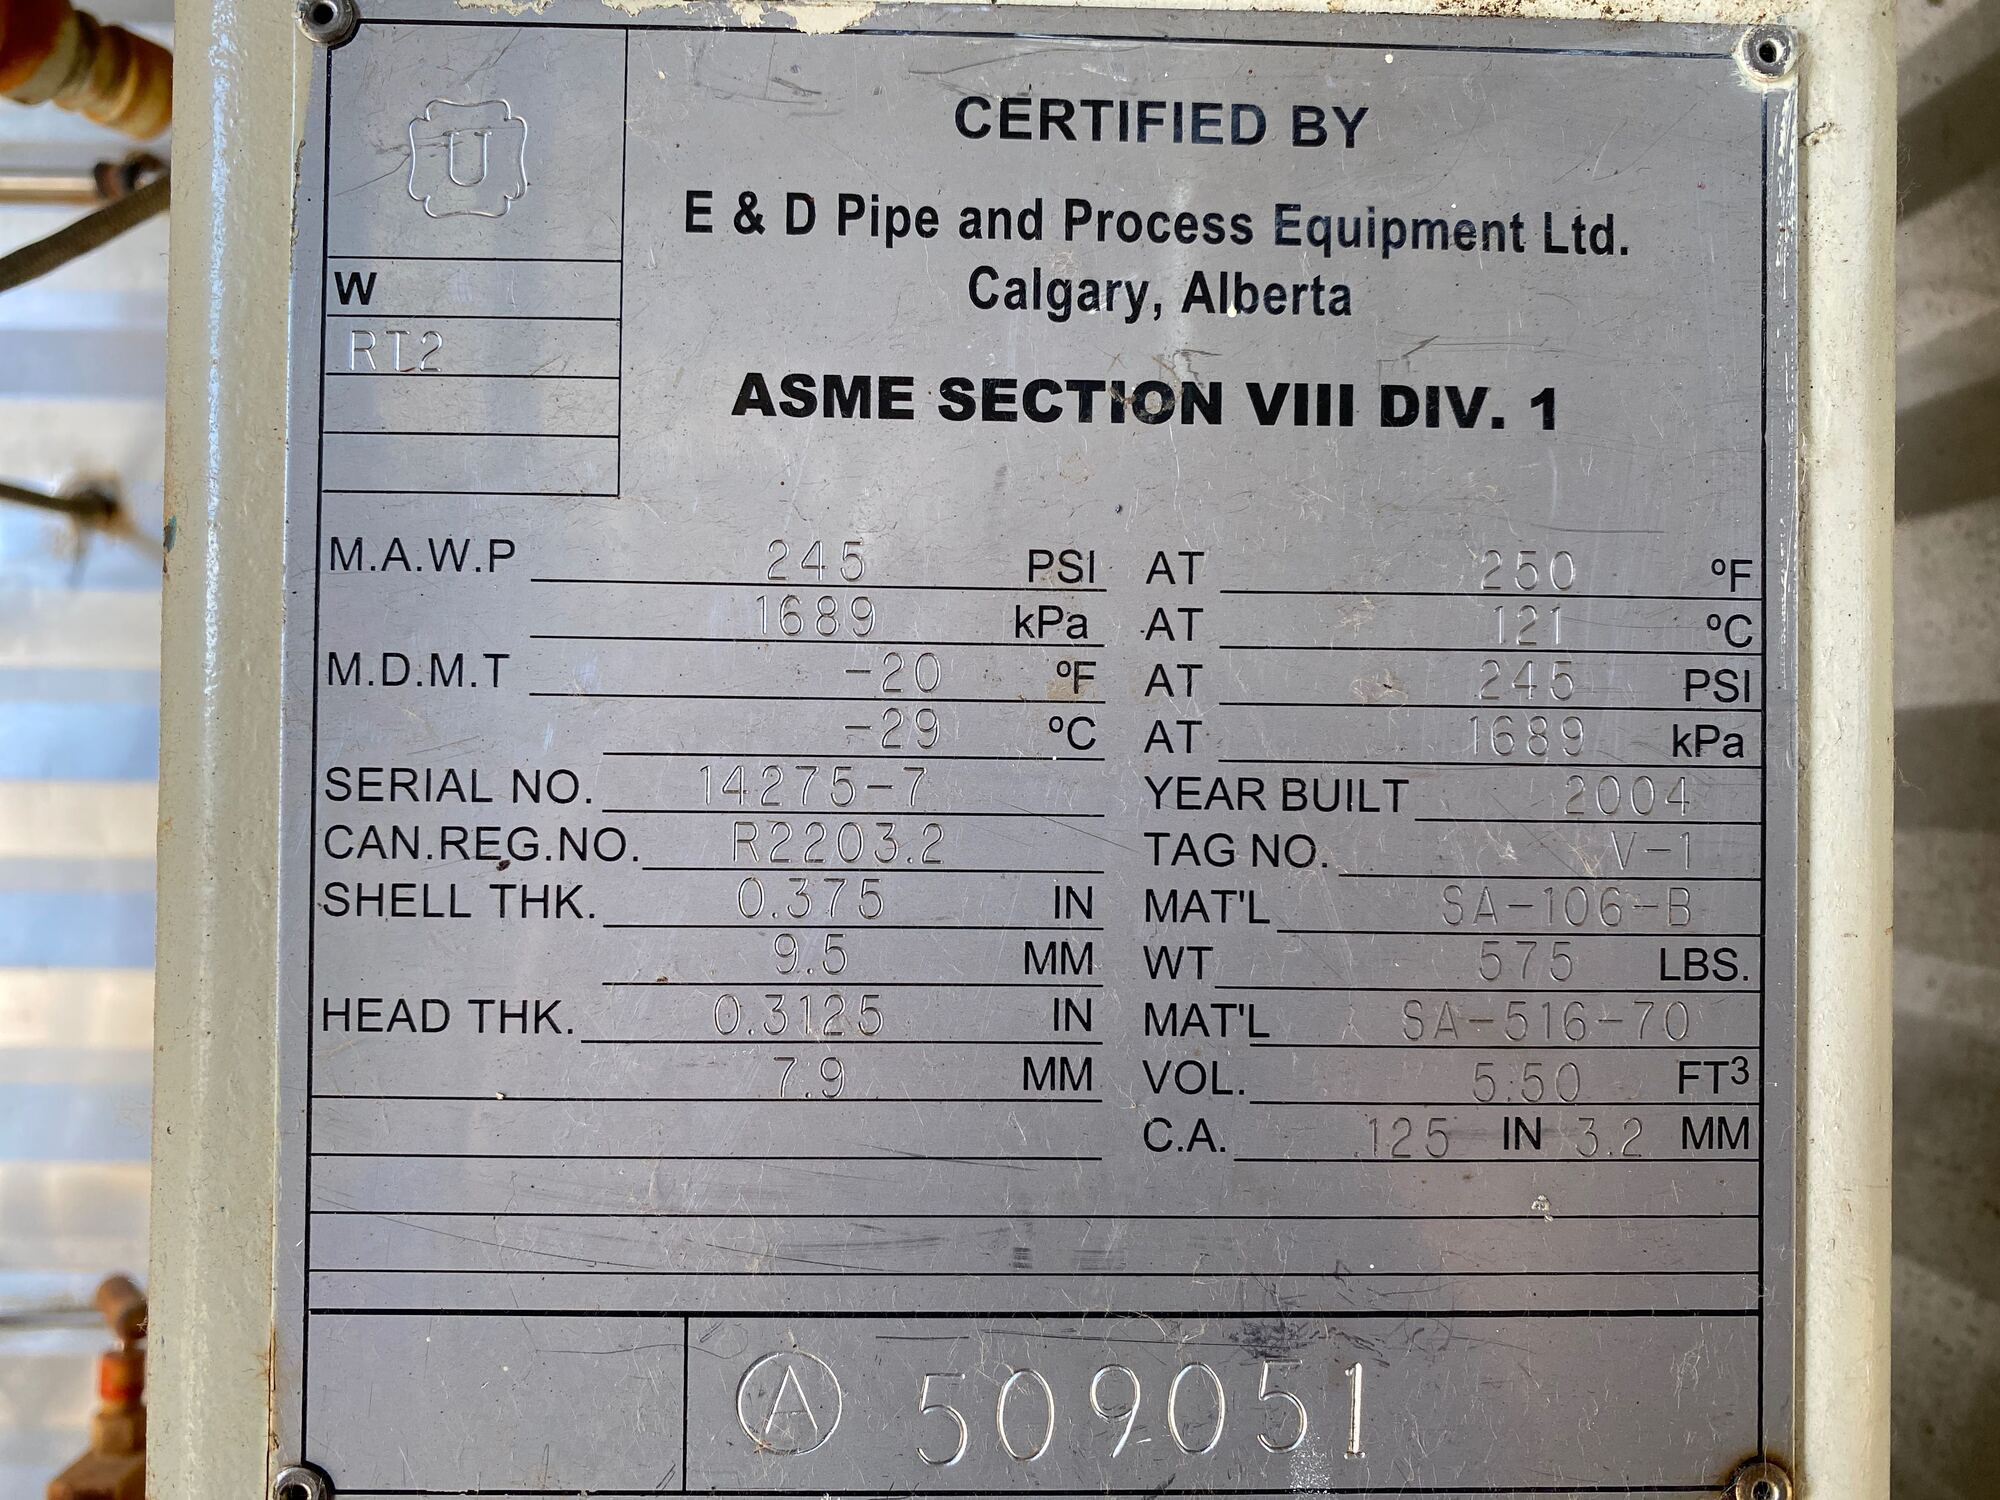 U
CERTIFIED BY
E & D Pipe and Process Equipment Ltd.
Calgary, Alberta
W
RT2
ASME SECTION VIII DIV. 1
M.A.W.P 245 PSI AT 250 ºF
1689 kPa AT 121 ºC
M.D.M.T -20 ºF AT 245 PSI
-29 ºC AT 1689 kPa
SERIAL NO. 14275-7 YEAR BUILT 2004
CAN.REG.NO. R2203.2 TAG NO. V-1
SHELL THK. 0.375 IN MAT'L SA-106-B
9.5 MM WT 575 LBS.
HEAD THK. 0.3125 IN MAT'L SA-516-70
7.9 MM VOL. 5.50 FT³
C.A. .125 IN 3.2 MM
A 509051